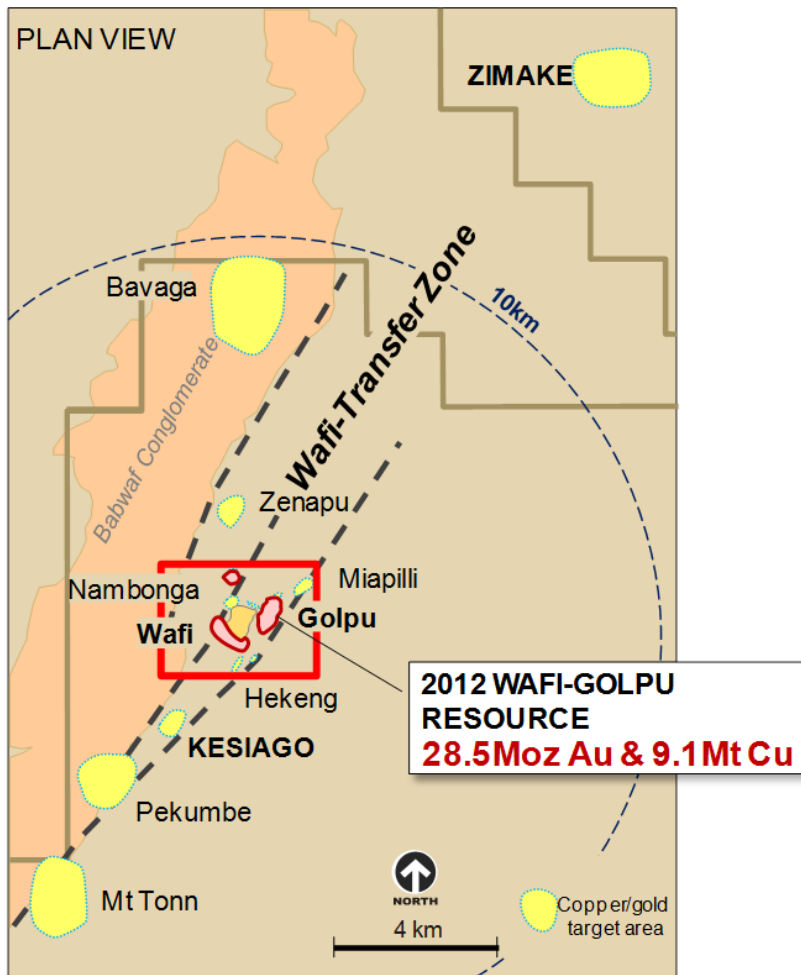 PLAN VIEW
ZIMAKE
Wafi-Transfer Zone
10km
Bavaga
Babwaf Conglomerate
Zenapu
Nambonga
Miapilli
Wafi
Golpu
Hekeng
2012 WAFI-GOLPU
RESOURCE
28.5Moz Au & 9.1Mt Cu
KESIAGO
Pekumbe
Mt Tonn
NORTH
4 km
Copper/gold
target area